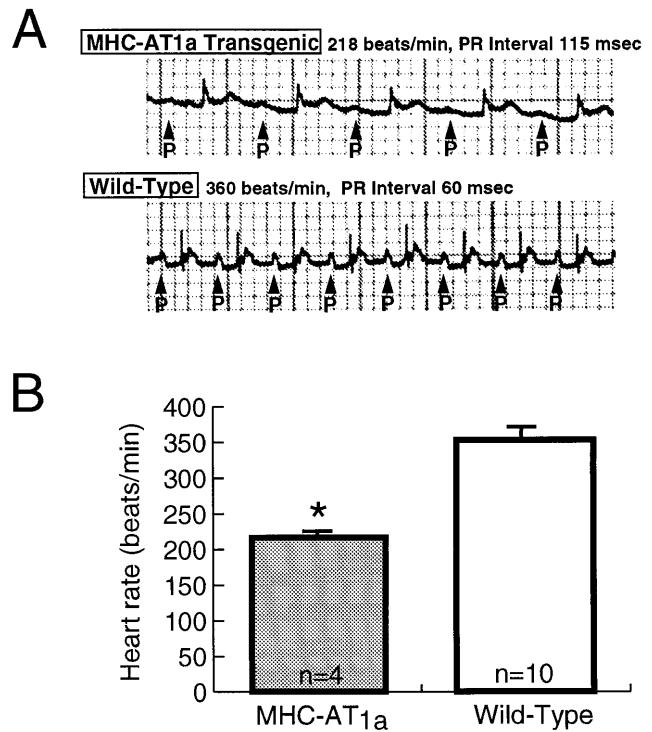 A
MHC-AT1a Transgenic 218 beats/min, PR Interval 115 msec
P P P P P
Wild-Type 360 beats/min, PR Interval 60 msec
P P P P P P P P
B
Heart rate (beats/min)
400
350
300
250
200
150
100
50
0
*
n=4
n=10
MHC-AT1a
Wild-Type